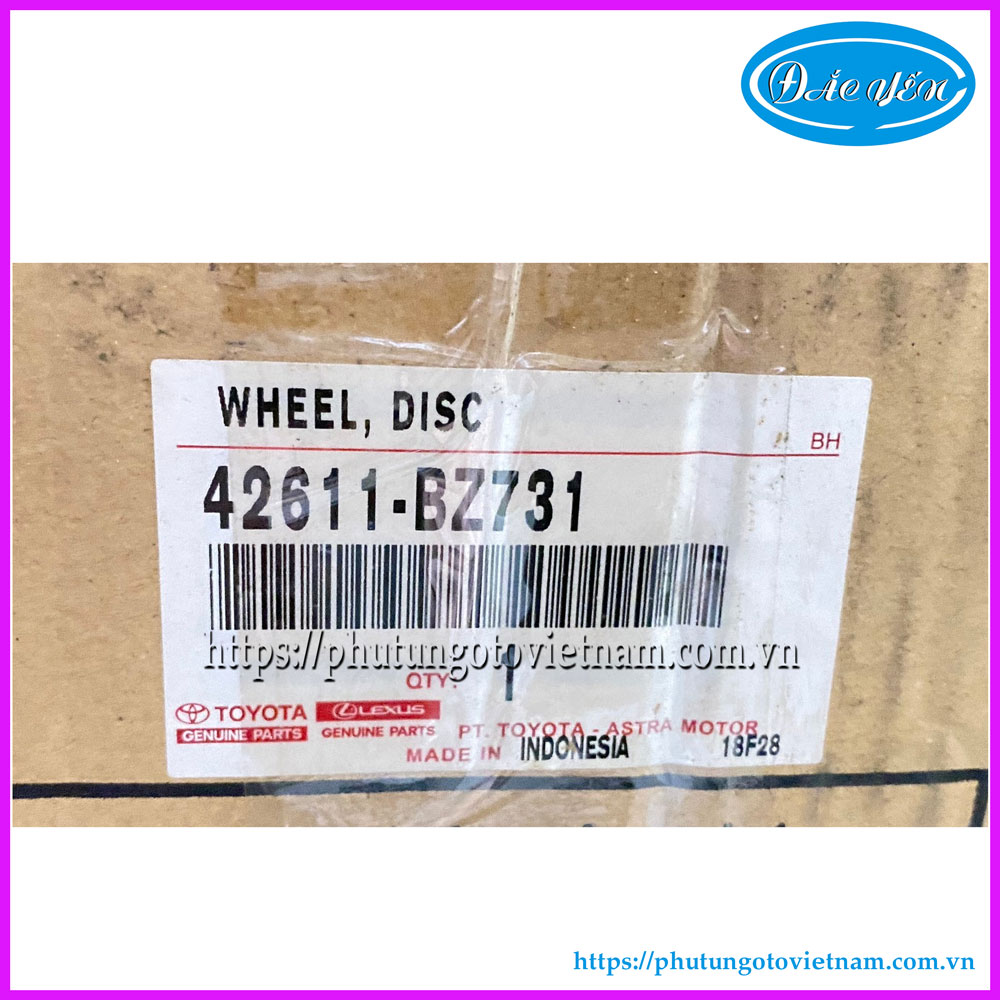 ĐẮC YẾN
WHEEL, DISC
BH
42611-BZ731
https://phutungotovietnam.com.vn
QTY. 1
TOYOTA LEXUS
GENUINE PARTS GENUINE PARTS PT. TOYOTA - ASTRA MOTOR
MADE IN INDONESIA 18F28
https://phutungotovietnam.com.vn